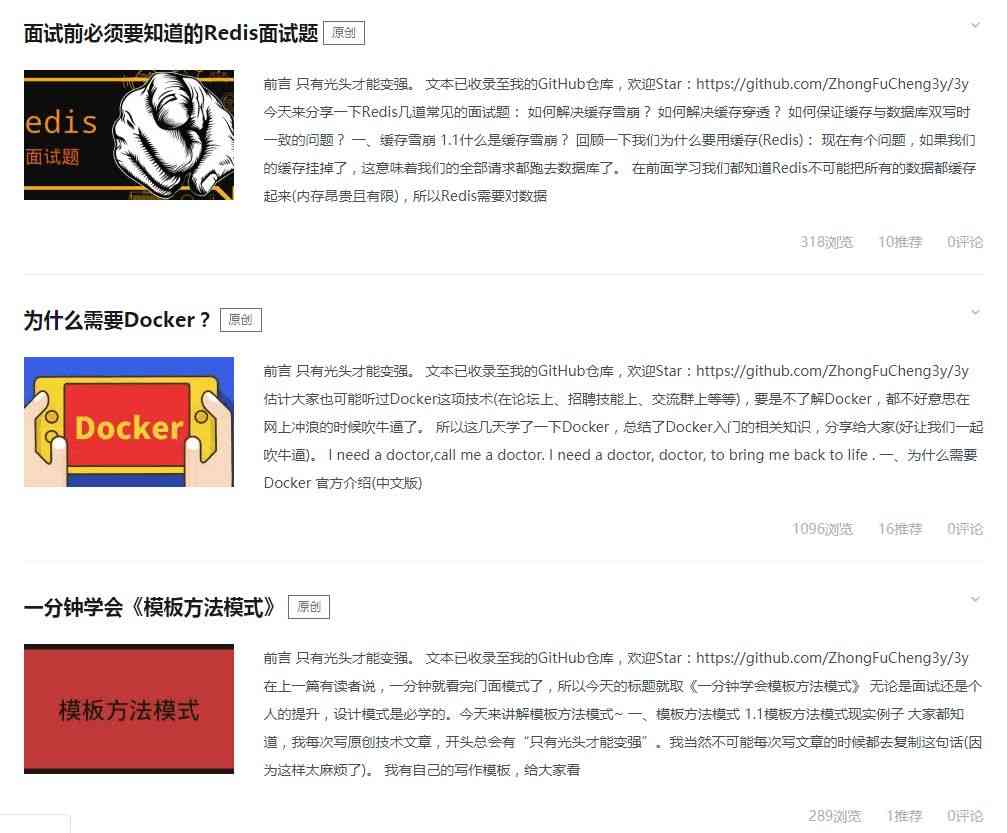 面试前必须要知道的Redis面试题 原创
edis
面试题
前言 只有光头才能变强。 文本已收录至我的GitHub仓库，欢迎Star：https://github.com/ZhongFuCheng3y/3y
今天来分享一下Redis几道常见的面试题： 如何解决缓存雪崩？ 如何解决缓存穿透？ 如何保证缓存与数据库双写时
一致的问题？ 一、缓存雪崩 1.1什么是缓存雪崩？ 回顾一下我们为什么要用缓存(Redis)： 现在有个问题，如果我们
的缓存挂掉了，这意味着我们的全部请求都跑去数据库了。 在前面学习我们都知道Redis不可能把所有的数据都缓存
起来(内存昂贵且有限)，所以Redis需要对数据
318浏览 10推荐 0评论
为什么需要Docker？ 原创
Docker
前言 只有光头才能变强。 文本已收录至我的GitHub仓库，欢迎Star：https://github.com/ZhongFuCheng3y/3y
估计大家也可能听过Docker这项技术(在论坛上、招聘技能上、交流群上等等)，要是不了解Docker，都不好意思在
网上冲浪的时候吹牛逼了。 所以这几天学了一下Docker，总结了Docker入门的相关知识，分享给大家(好让我们一起
吹牛逼)。 I need a doctor,call me a doctor. I need a doctor, doctor, to bring me back to life . 一、为什么需要
Docker 官方介绍(中文版)
1096浏览 16推荐 0评论
一分钟学会《模板方法模式》 原创
模板方法模式
前言 只有光头才能变强。 文本已收录至我的GitHub仓库，欢迎Star：https://github.com/ZhongFuCheng3y/3y
在上一篇有读者说，一分钟就看完门面模式了，所以今天的标题就取《一分钟学会模板方法模式》 无论是面试还是个
人的提升，设计模式是必学的。今天来讲解模板方法模式~ 一、模板方法模式 1.1模板方法模式现实例子 大家都知
道，我每次写原创技术文章，开头总会有“只有光头才能变强”。我当然不可能每次写文章的时候都去复制这句话(因
为这样太麻烦了)。 我有自己的写作模板，给大家看
289浏览 1推荐 0评论